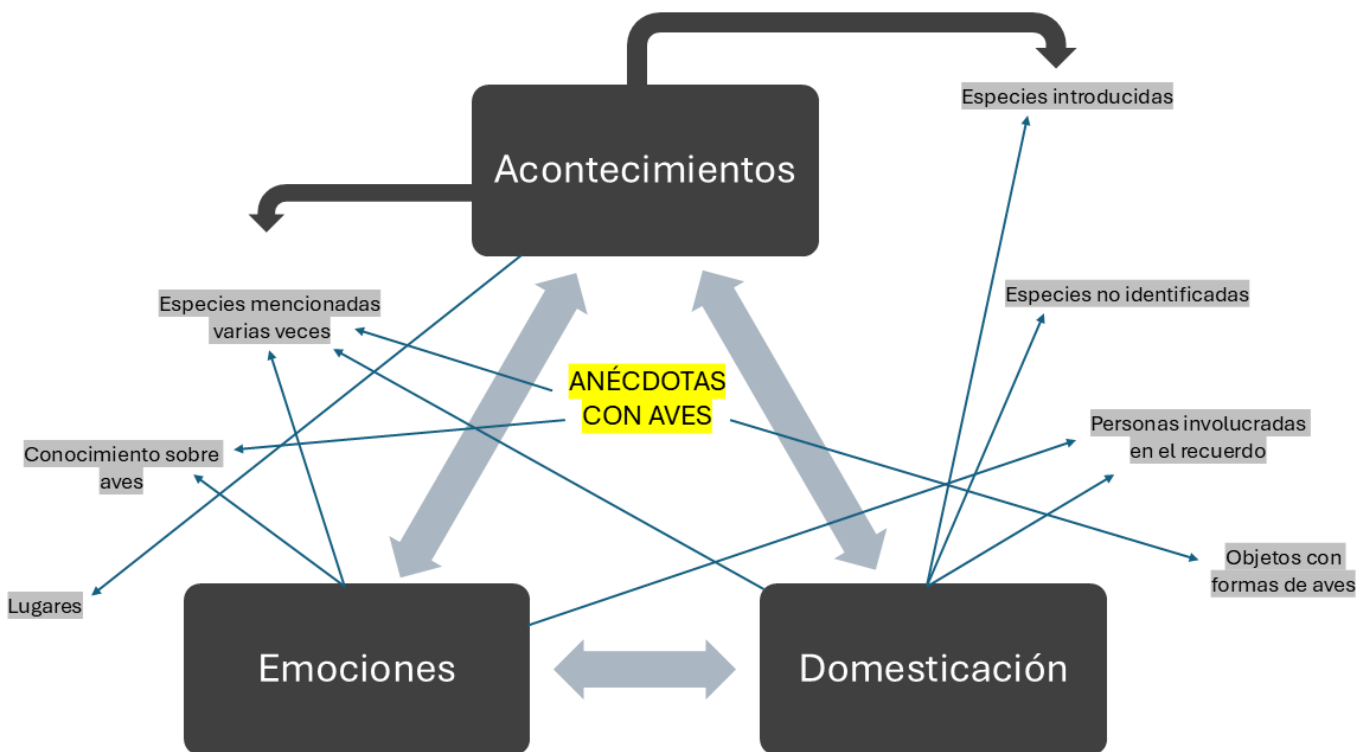 Especies introducidas
Acontecimientos
Especies mencionadas
varias veces
Especies no identificadas
ANÉCDOTAS
CON AVES
Conocimiento sobre
aves
Personas involucradas
en el recuerdo
Lugares
Objetos con
formas de aves
Emociones
Domesticación